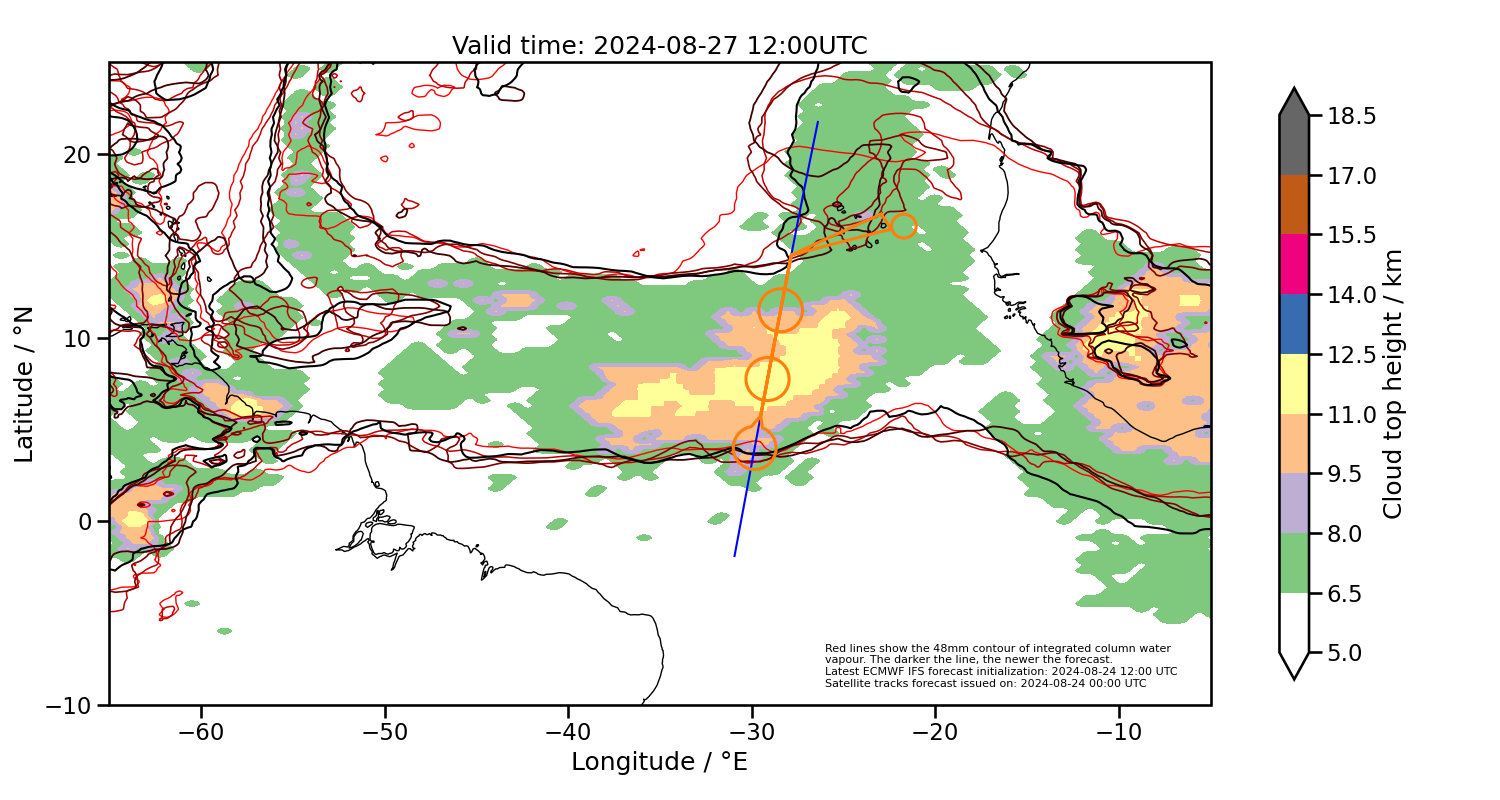 Valid time: 2024-08-27 12:00UTC
20
10
0
−10
Latitude / °N
−60
−50
−40
−30
−20
−10
Longitude / °E
Red lines show the 48mm contour of integrated column water
vapour. The darker the line, the newer the forecast.
Latest ECMWF IFS forecast initialization: 2024-08-24 12:00 UTC
Satellite tracks forecast issued on: 2024-08-24 00:00 UTC
18.5
17.0
15.5
14.0
12.5
11.0
9.5
8.0
6.5
5.0
Cloud top height / km